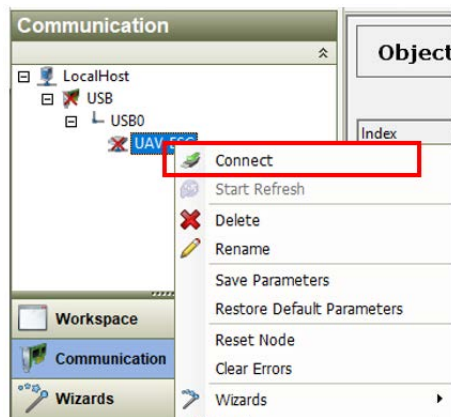 Communication
LocalHost
USB
USB0
UAV_ESC
Object
Index
Connect
Start Refresh
Delete
Rename
Save Parameters
Restore Default Parameters
Reset Node
Clear Errors
Wizards
Workspace
Communication
Wizards